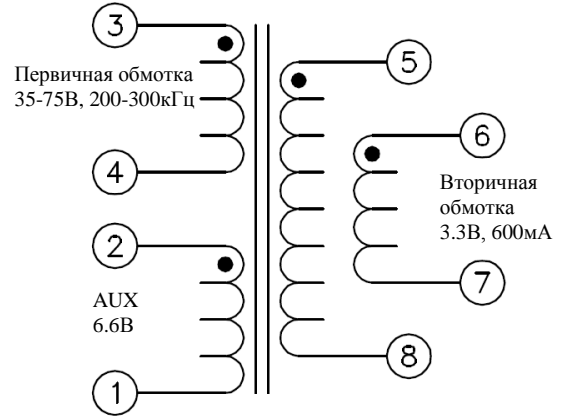 3
Первичная обмотка
35-75В, 200-300кГц
4
5
6
Вторичная
обмотка
3.3В, 600мА
7
2
AUX
6.6В
1
8